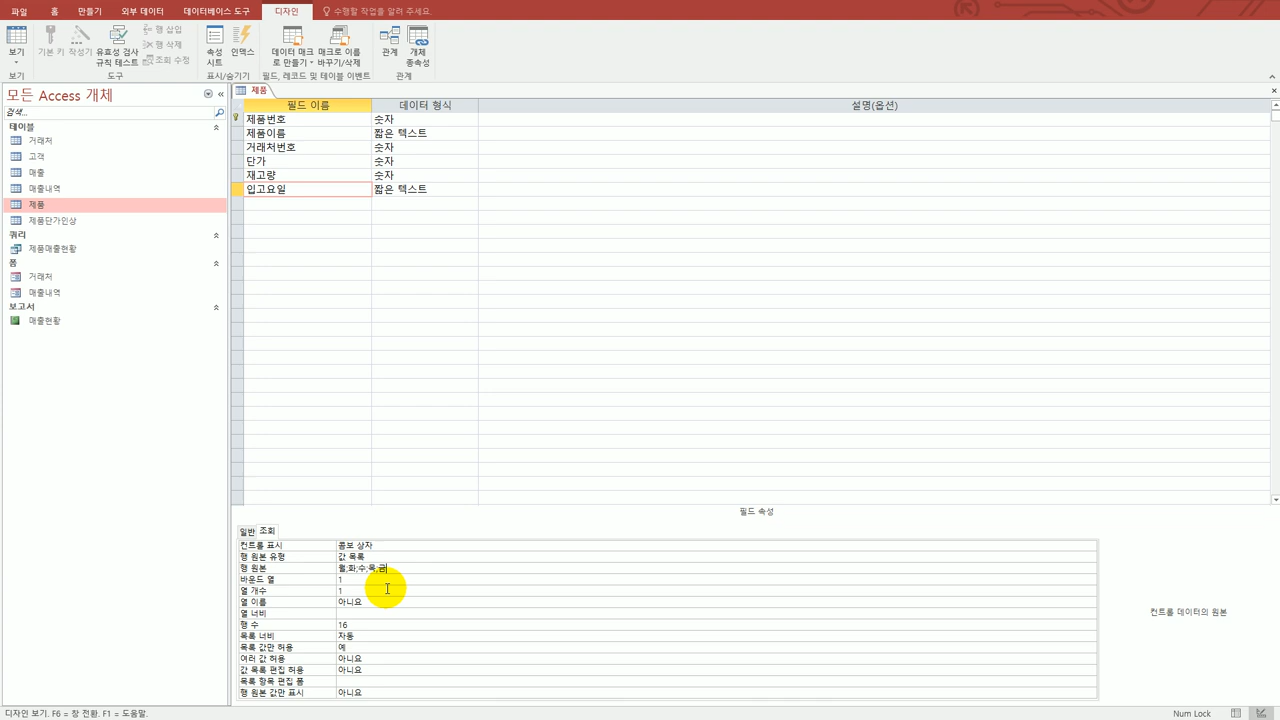 파일 홈 만들기 외부 데이터 데이터베이스 도구 디자인 수행할 작업을 알려 주세요.
보기 기본 키 작성기 유효성 검사 규칙 테스트 행 삽입 행 삭제 조회 수정 속성 시트 인덱스 데이터 매크로 만들기 매크로 이름 바꾸기/삭제 관계 개체 종속성
보기 도구 표시/숨기기 필드, 레코드 및 테이블 이벤트 관계
모든 Access 개체
검색...
테이블
거래처
고객
매출
매출내역
제품
제품단가인상
쿼리
제품매출현황
폼
거래처
매출내역
보고서
매출현황
제품
필드 이름 데이터 형식 설명(옵션)
제품번호 숫자
제품이름 짧은 텍스트
거래처번호 숫자
단가 숫자
재고량 숫자
입고요일 짧은 텍스트
필드 속성
일반 조회
컨트롤 표시 콤보 상자
행 원본 유형 값 목록
행 원본 월;화;수;목;금
바운드 열 1
열 개수 1
열 이름 아니요
열 너비
행 수 16
목록 너비 자동
목록 값만 허용 예
여러 값 허용 아니요
값 목록 편집 허용 아니요
목록 항목 편집 폼
행 원본 값만 표시 아니요
컨트롤 데이터의 원본
디자인 보기. F6 = 창 전환. F1 = 도움말. Num Lock